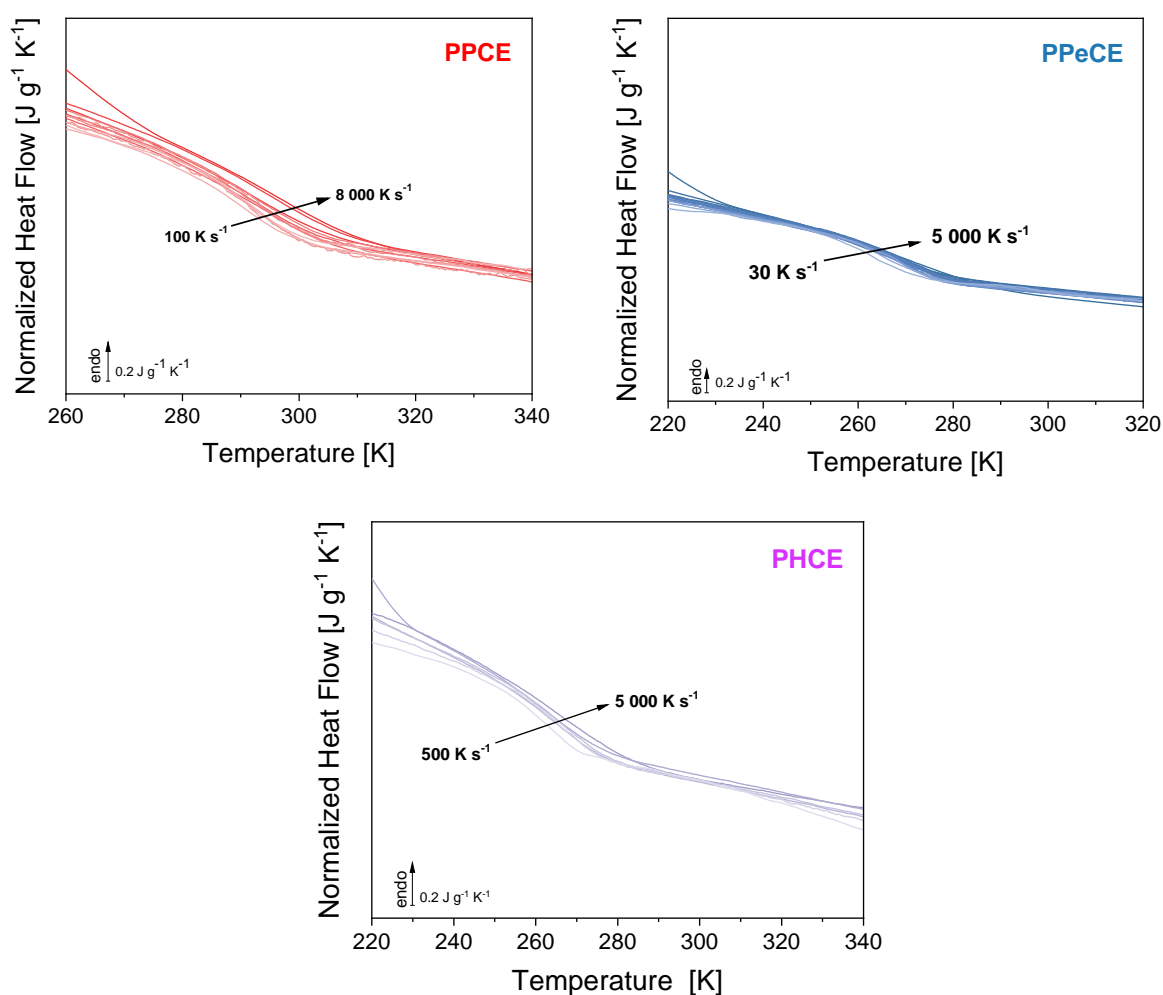 PPCE
Normalized Heat Flow [J g⁻¹ K⁻¹]
8 000 K s⁻¹
100 K s⁻¹
endo
0.2 J g⁻¹ K⁻¹
260 280 300 320 340
Temperature [K]
PPeCE
Normalized Heat Flow [J g⁻¹ K⁻¹]
5 000 K s⁻¹
30 K s⁻¹
endo
0.2 J g⁻¹ K⁻¹
220 240 260 280 300 320
Temperature [K]
PHCE
Normalized Heat Flow [J g⁻¹ K⁻¹]
5 000 K s⁻¹
500 K s⁻¹
endo
0.2 J g⁻¹ K⁻¹
220 240 260 280 300 320 340
Temperature [K]